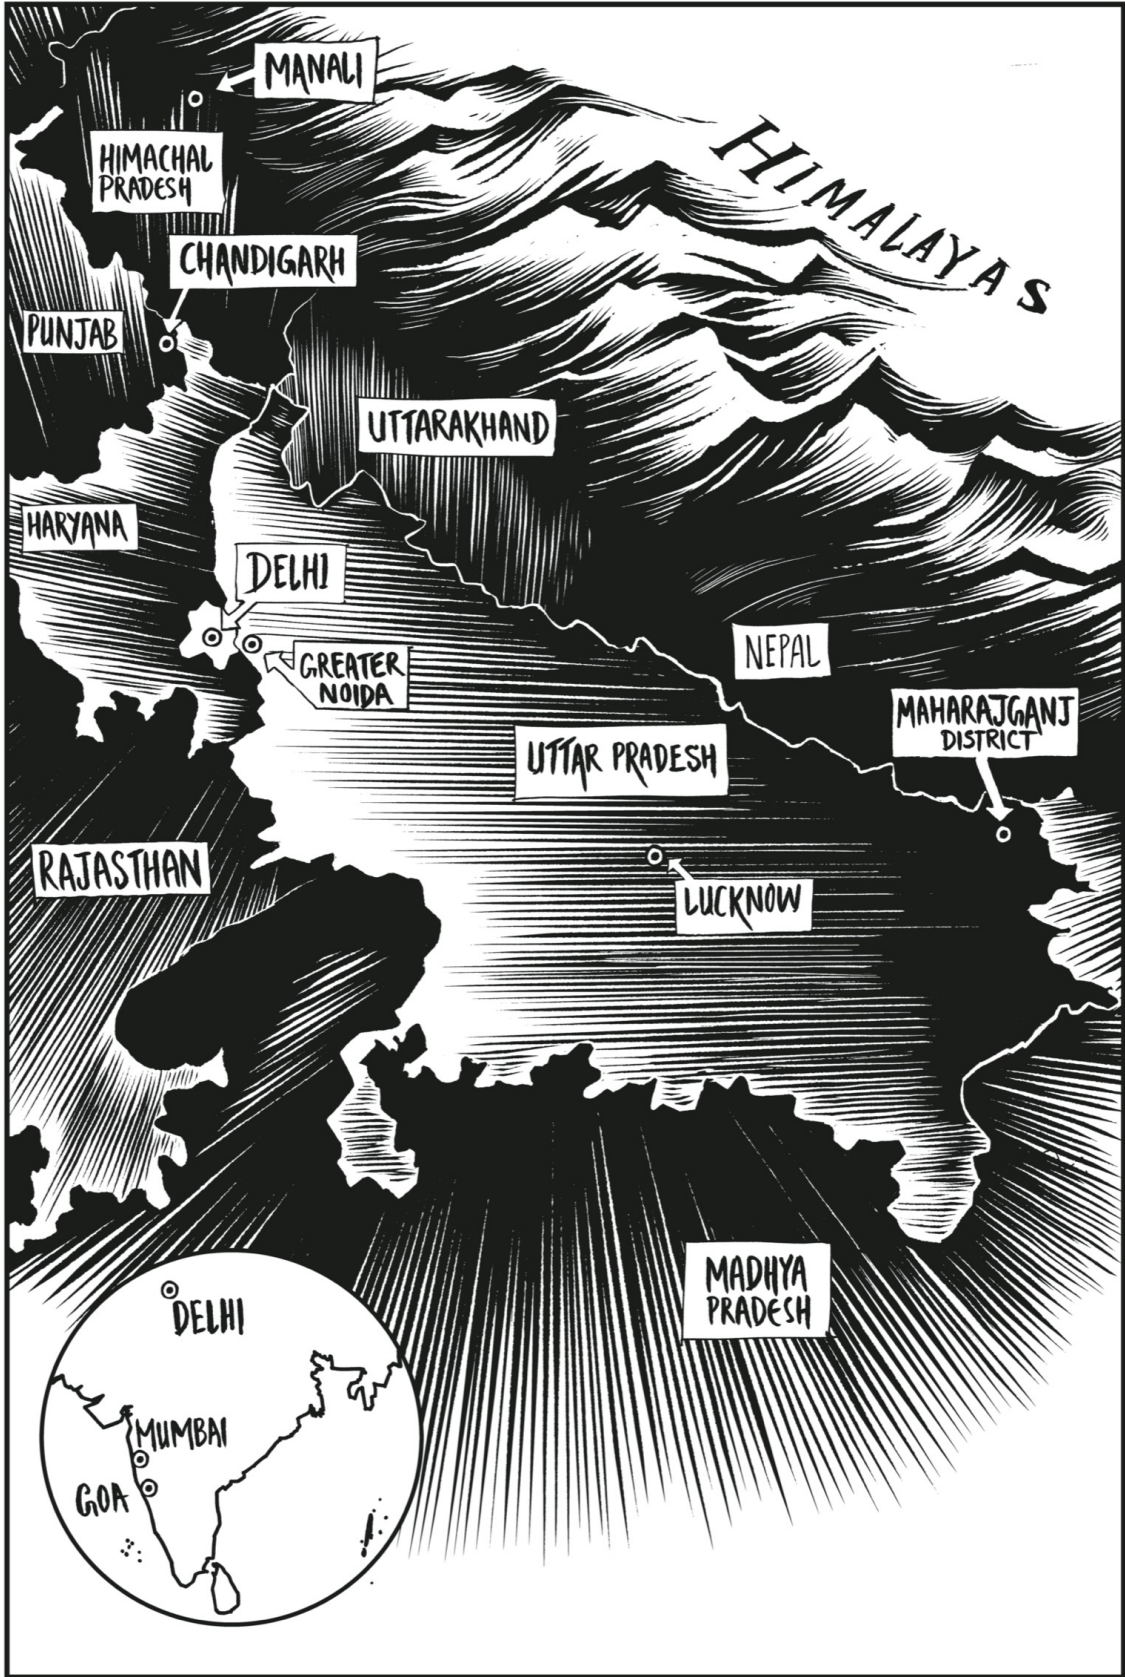 MANALI
HIMALAYAS
HIMACHAL
PRADESH
CHANDIGARH
PUNJAB
UTTARAKHAND
HARYANA
DELHI
NEPAL
GREATER
NOIDA
MAHARAJGANJ
DISTRICT
UTTAR PRADESH
RAJASTHAN
LUCKNOW
MADHYA
PRADESH
DELHI
MUMBAI
GOA